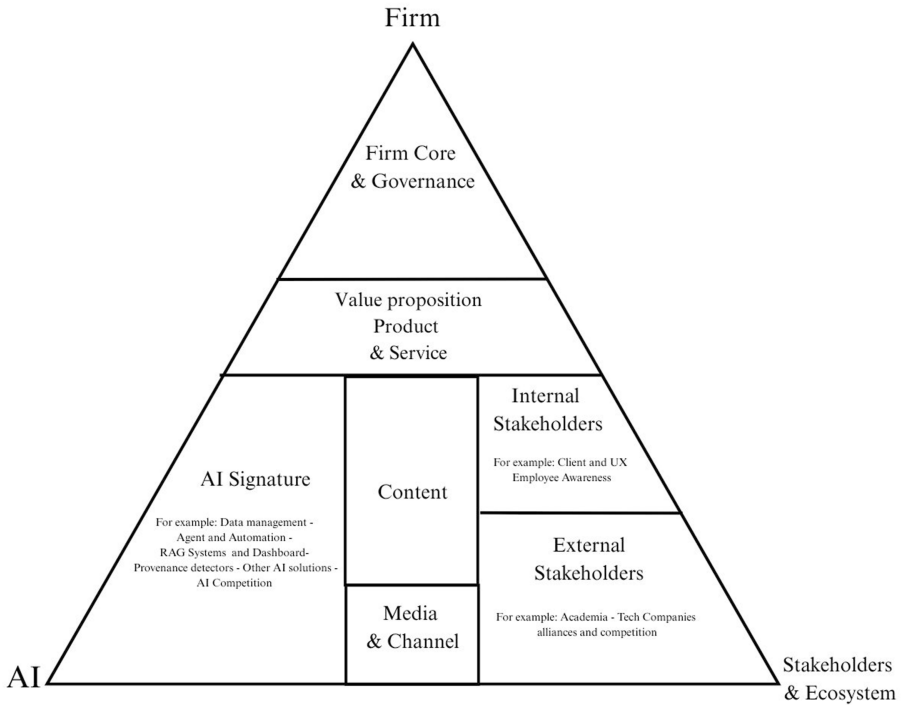 Firm
Firm Core
& Governance
Value proposition
Product
& Service
AI Signature
For example: Data management -
Agent and Automation -
RAG Systems and Dashboard-
Provenance detectors - Other AI solutions -
AI Competition
Content
Media
& Channel
Internal
Stakeholders
For example: Client and UX
Employee Awareness
External
Stakeholders
For example: Academia - Tech Companies
alliances and competition
AI
Stakeholders
& Ecosystem